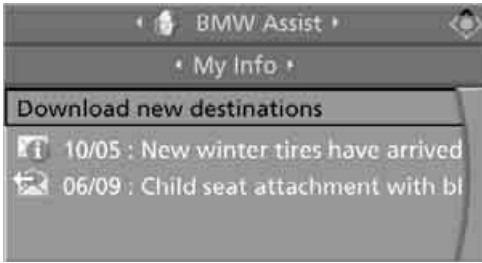 BMW Assist
My Info
Download new destinations
10/05 : New winter tires have arrived
06/09 : Child seat attachment with